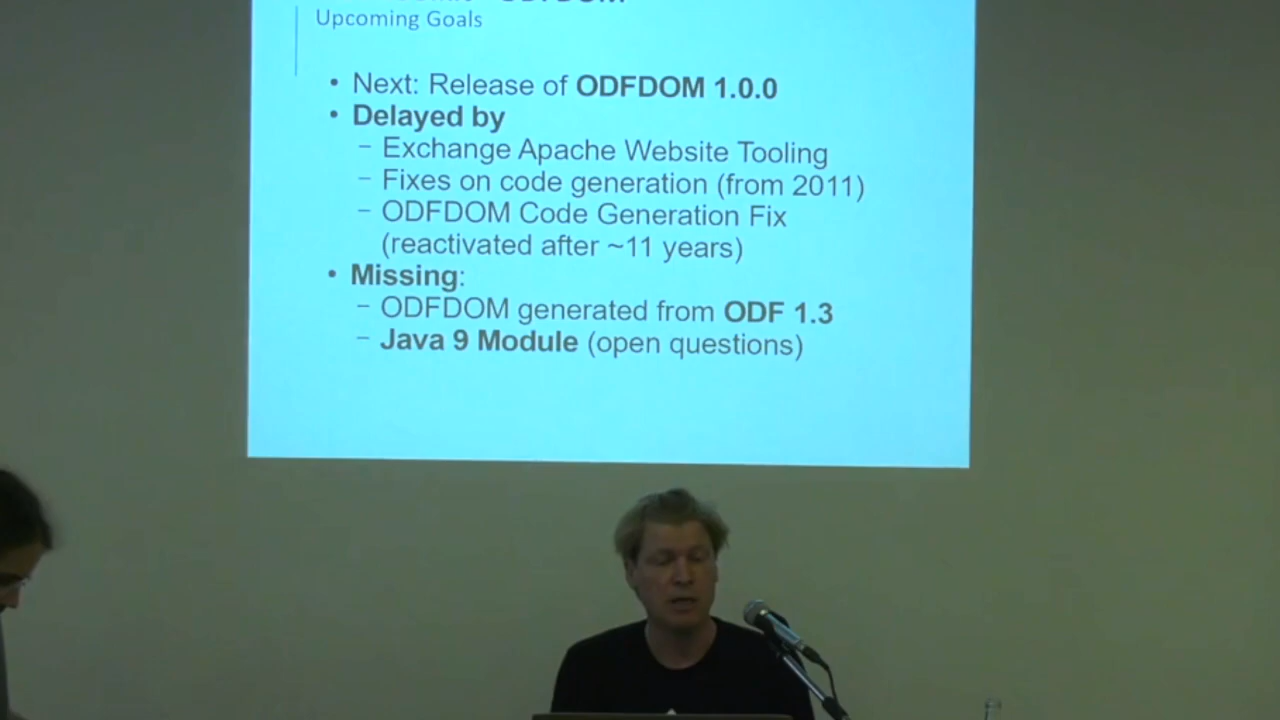 Upcoming Goals
• Next: Release of ODFDOM 1.0.0
• Delayed by
– Exchange Apache Website Tooling
– Fixes on code generation (from 2011)
– ODFDOM Code Generation Fix
(reactivated after ~11 years)
• Missing:
– ODFDOM generated from ODF 1.3
– Java 9 Module (open questions)